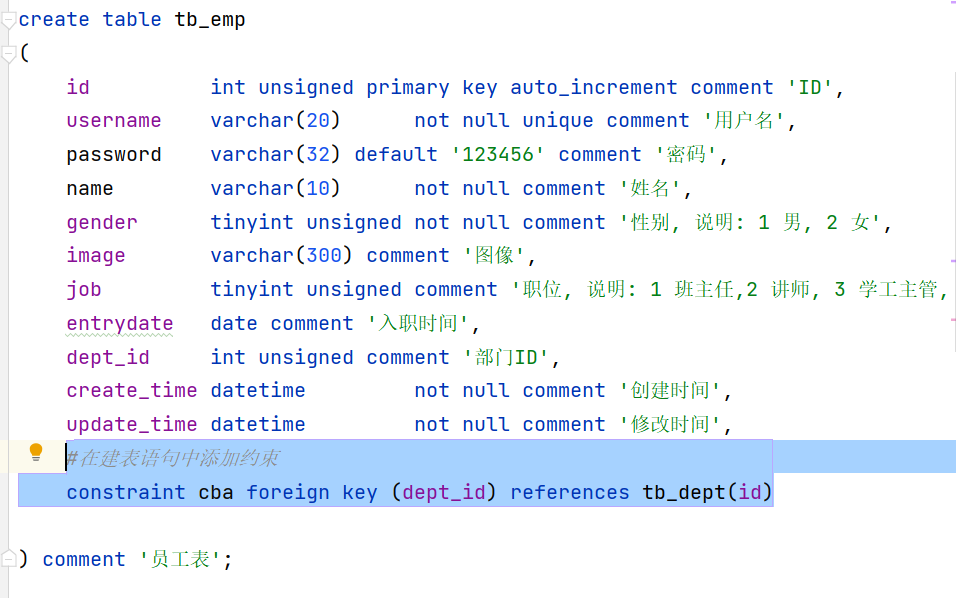 create table tb_emp
(
id int unsigned primary key auto_increment comment 'ID',
username varchar(20) not null unique comment '用户名',
password varchar(32) default '123456' comment '密码',
name varchar(10) not null comment '姓名',
gender tinyint unsigned not null comment '性别, 说明: 1 男, 2 女',
image varchar(300) comment '图像',
job tinyint unsigned comment '职位, 说明: 1 班主任,2 讲师, 3 学工主管,
entrydate date comment '入职时间',
dept_id int unsigned comment '部门ID',
create_time datetime not null comment '创建时间',
update_time datetime not null comment '修改时间',
#在建表语句中添加约束
constraint cba foreign key (dept_id) references tb_dept(id)
) comment '员工表';